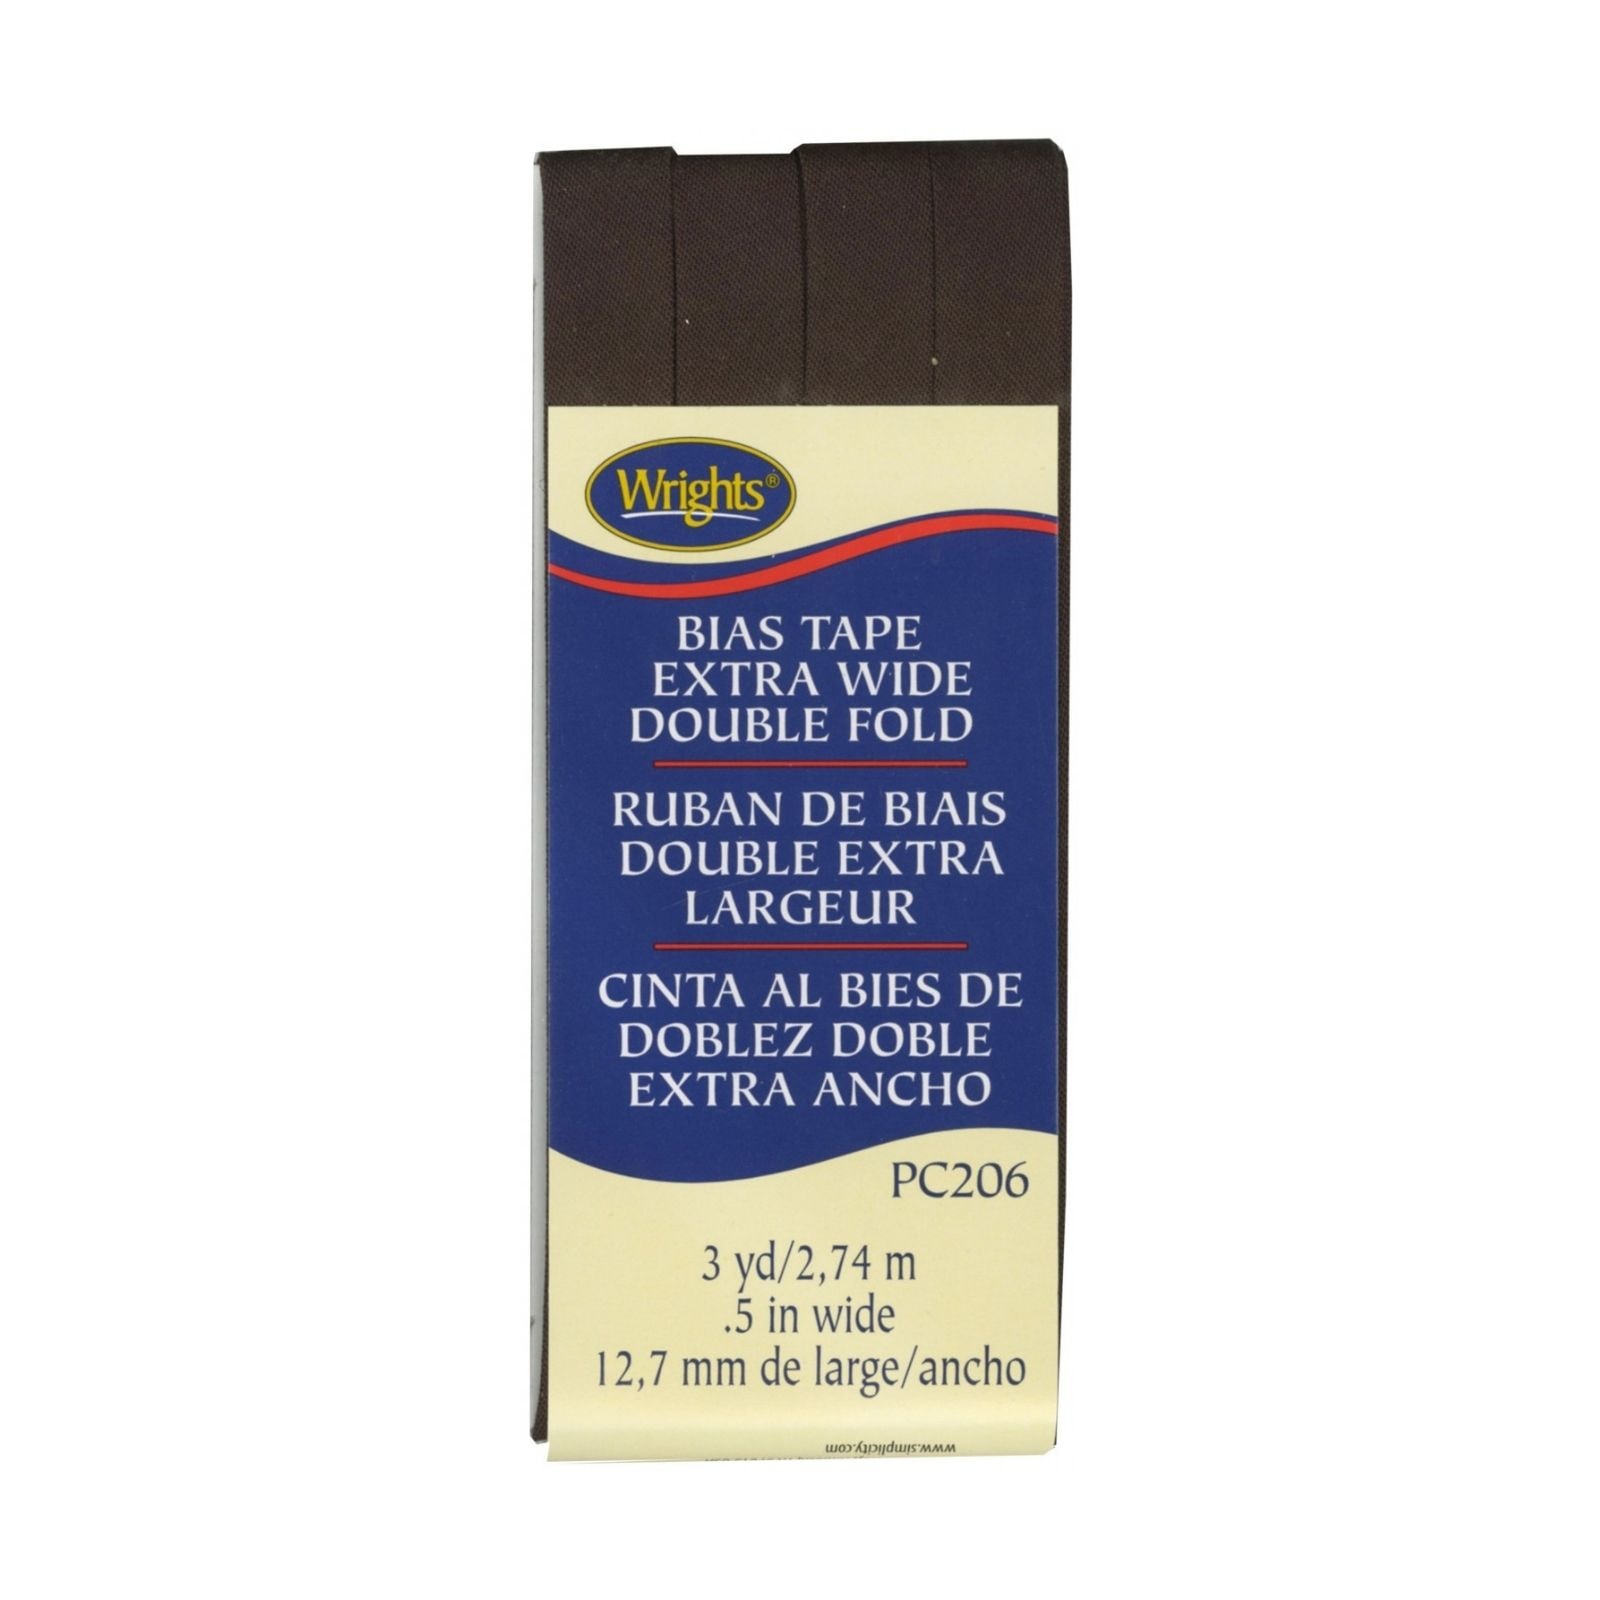 Wrights®
BIAS TAPE
EXTRA WIDE
DOUBLE FOLD
RUBAN DE BIAIS
DOUBLE EXTRA
LARGEUR
CINTA AL BIES DE
DOBLEZ DOBLE
EXTRA ANCHO
PC206
3 yd/2,74 m
.5 in wide
12,7 mm de large/ancho
www.simplicity.com